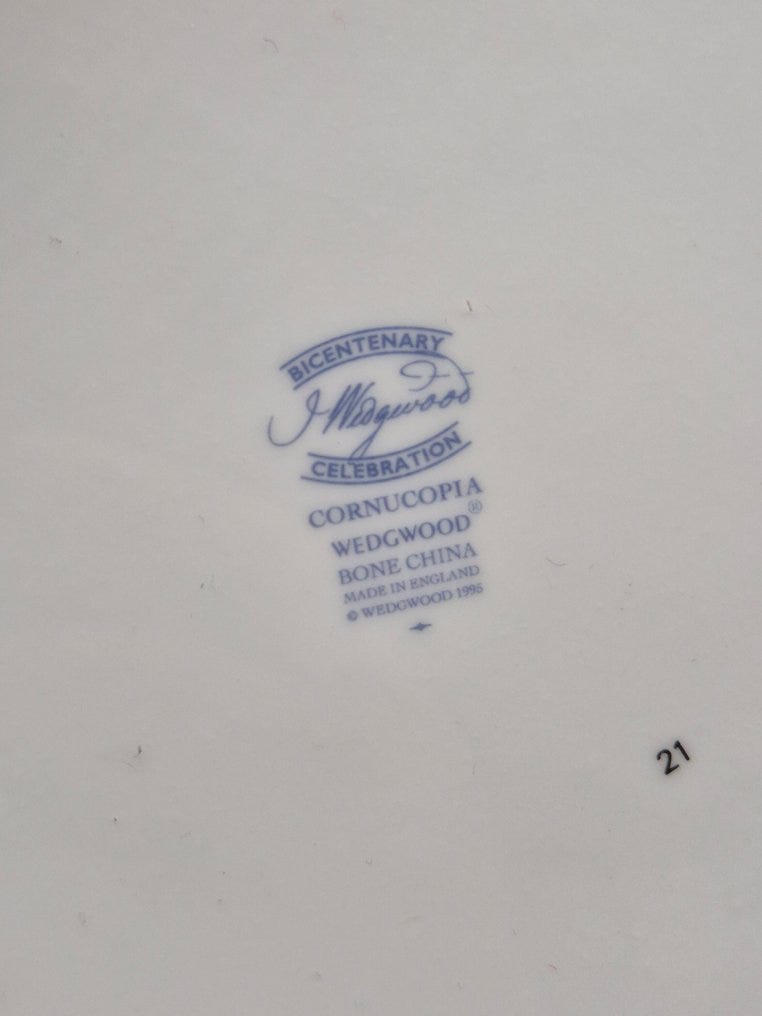 BICENTENARY
J Wedgwood
CELEBRATION
CORNUCOPIA
WEDGWOOD®
BONE CHINA
MADE IN ENGLAND
© WEDGWOOD 1995
21